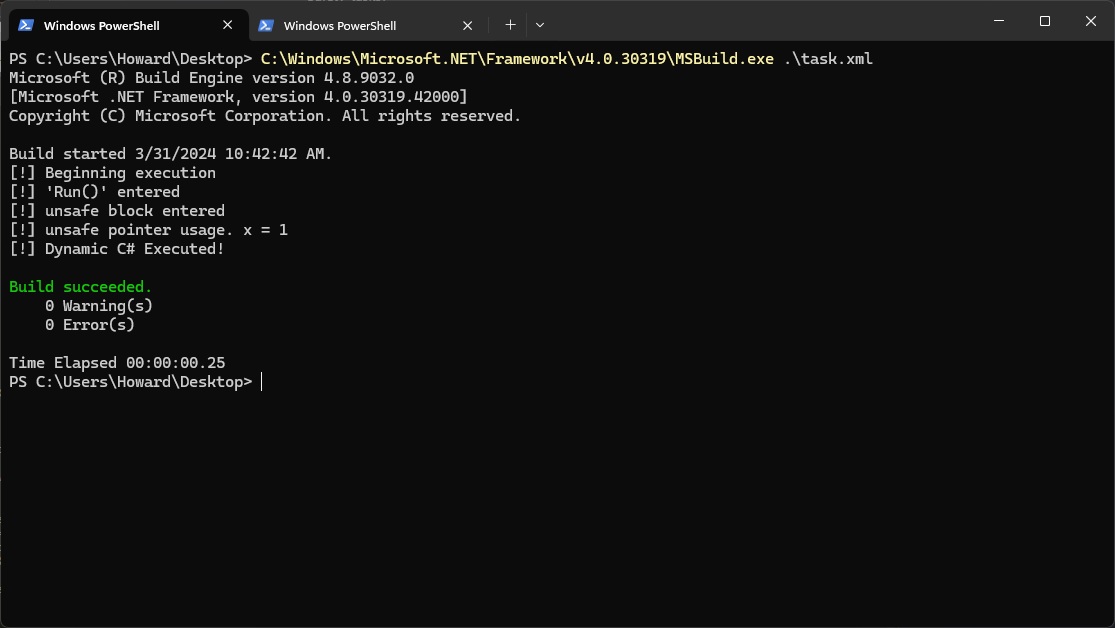 Windows PowerShell
Windows PowerShell
PS C:\Users\Howard\Desktop> C:\Windows\Microsoft.NET\Framework\v4.0.30319\MSBuild.exe .\task.xml
Microsoft (R) Build Engine version 4.8.9032.0
[Microsoft .NET Framework, version 4.0.30319.42000]
Copyright (C) Microsoft Corporation. All rights reserved.
Build started 3/31/2024 10:42:42 AM.
[!] Beginning execution
[!] 'Run()' entered
[!] unsafe block entered
[!] unsafe pointer usage. x = 1
[!] Dynamic C# Executed!
Build succeeded.
0 Warning(s)
0 Error(s)
Time Elapsed 00:00:00.25
PS C:\Users\Howard\Desktop>